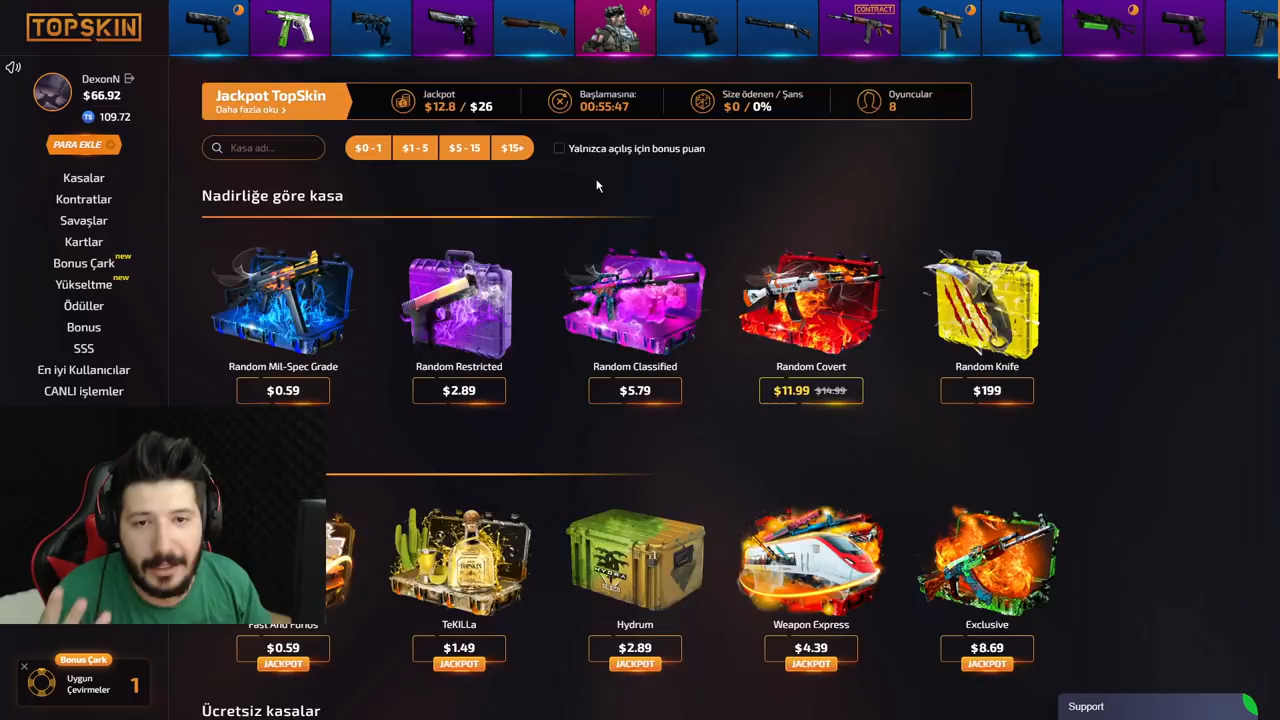 TOPSKIN
CONTRACT
DexonN
$66.92
TS 109.72
PARA EKLE
Kasalar
Kontratlar
Savaşlar
Kartlar
Bonus Çark new
Yükseltme new
Ödüller
Bonus
SSS
En iyi Kullanıcılar
CANLI işlemler
Jackpot TopSkin
Daha fazla oku >
Jackpot
$12.8 / $26
Başlamasına:
00:55:47
Size ödenen / Şans
$0 / 0%
Oyuncular
8
Kasa adı...
$0 - 1
$1 - 5
$5 - 15
$15+
Yalnızca açılış için bonus puan
Nadirliğe göre kasa
Random Mil-Spec Grade
$0.59
Random Restricted
$2.89
Random Classified
$5.79
Random Covert
$11.99 $14.99
Random Knife
$199
Fast And Furios
$0.59
JACKPOT
TOPSKIN
TeKILLa
$1.49
JACKPOT
HYDRA
Hydrum
$2.89
JACKPOT
Weapon Express
$4.39
JACKPOT
Exclusive
$8.69
JACKPOT
Ücretsiz kasalar
Bonus Çark
Uygun
Çevirmeler
1
Support